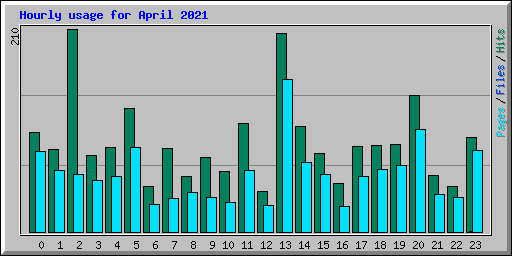 Hourly usage for April 2021
210
Pages/Files/Hits
0 1 2 3 4 5 6 7 8 9 10 11 12 13 14 15 16 17 18 19 20 21 22 23